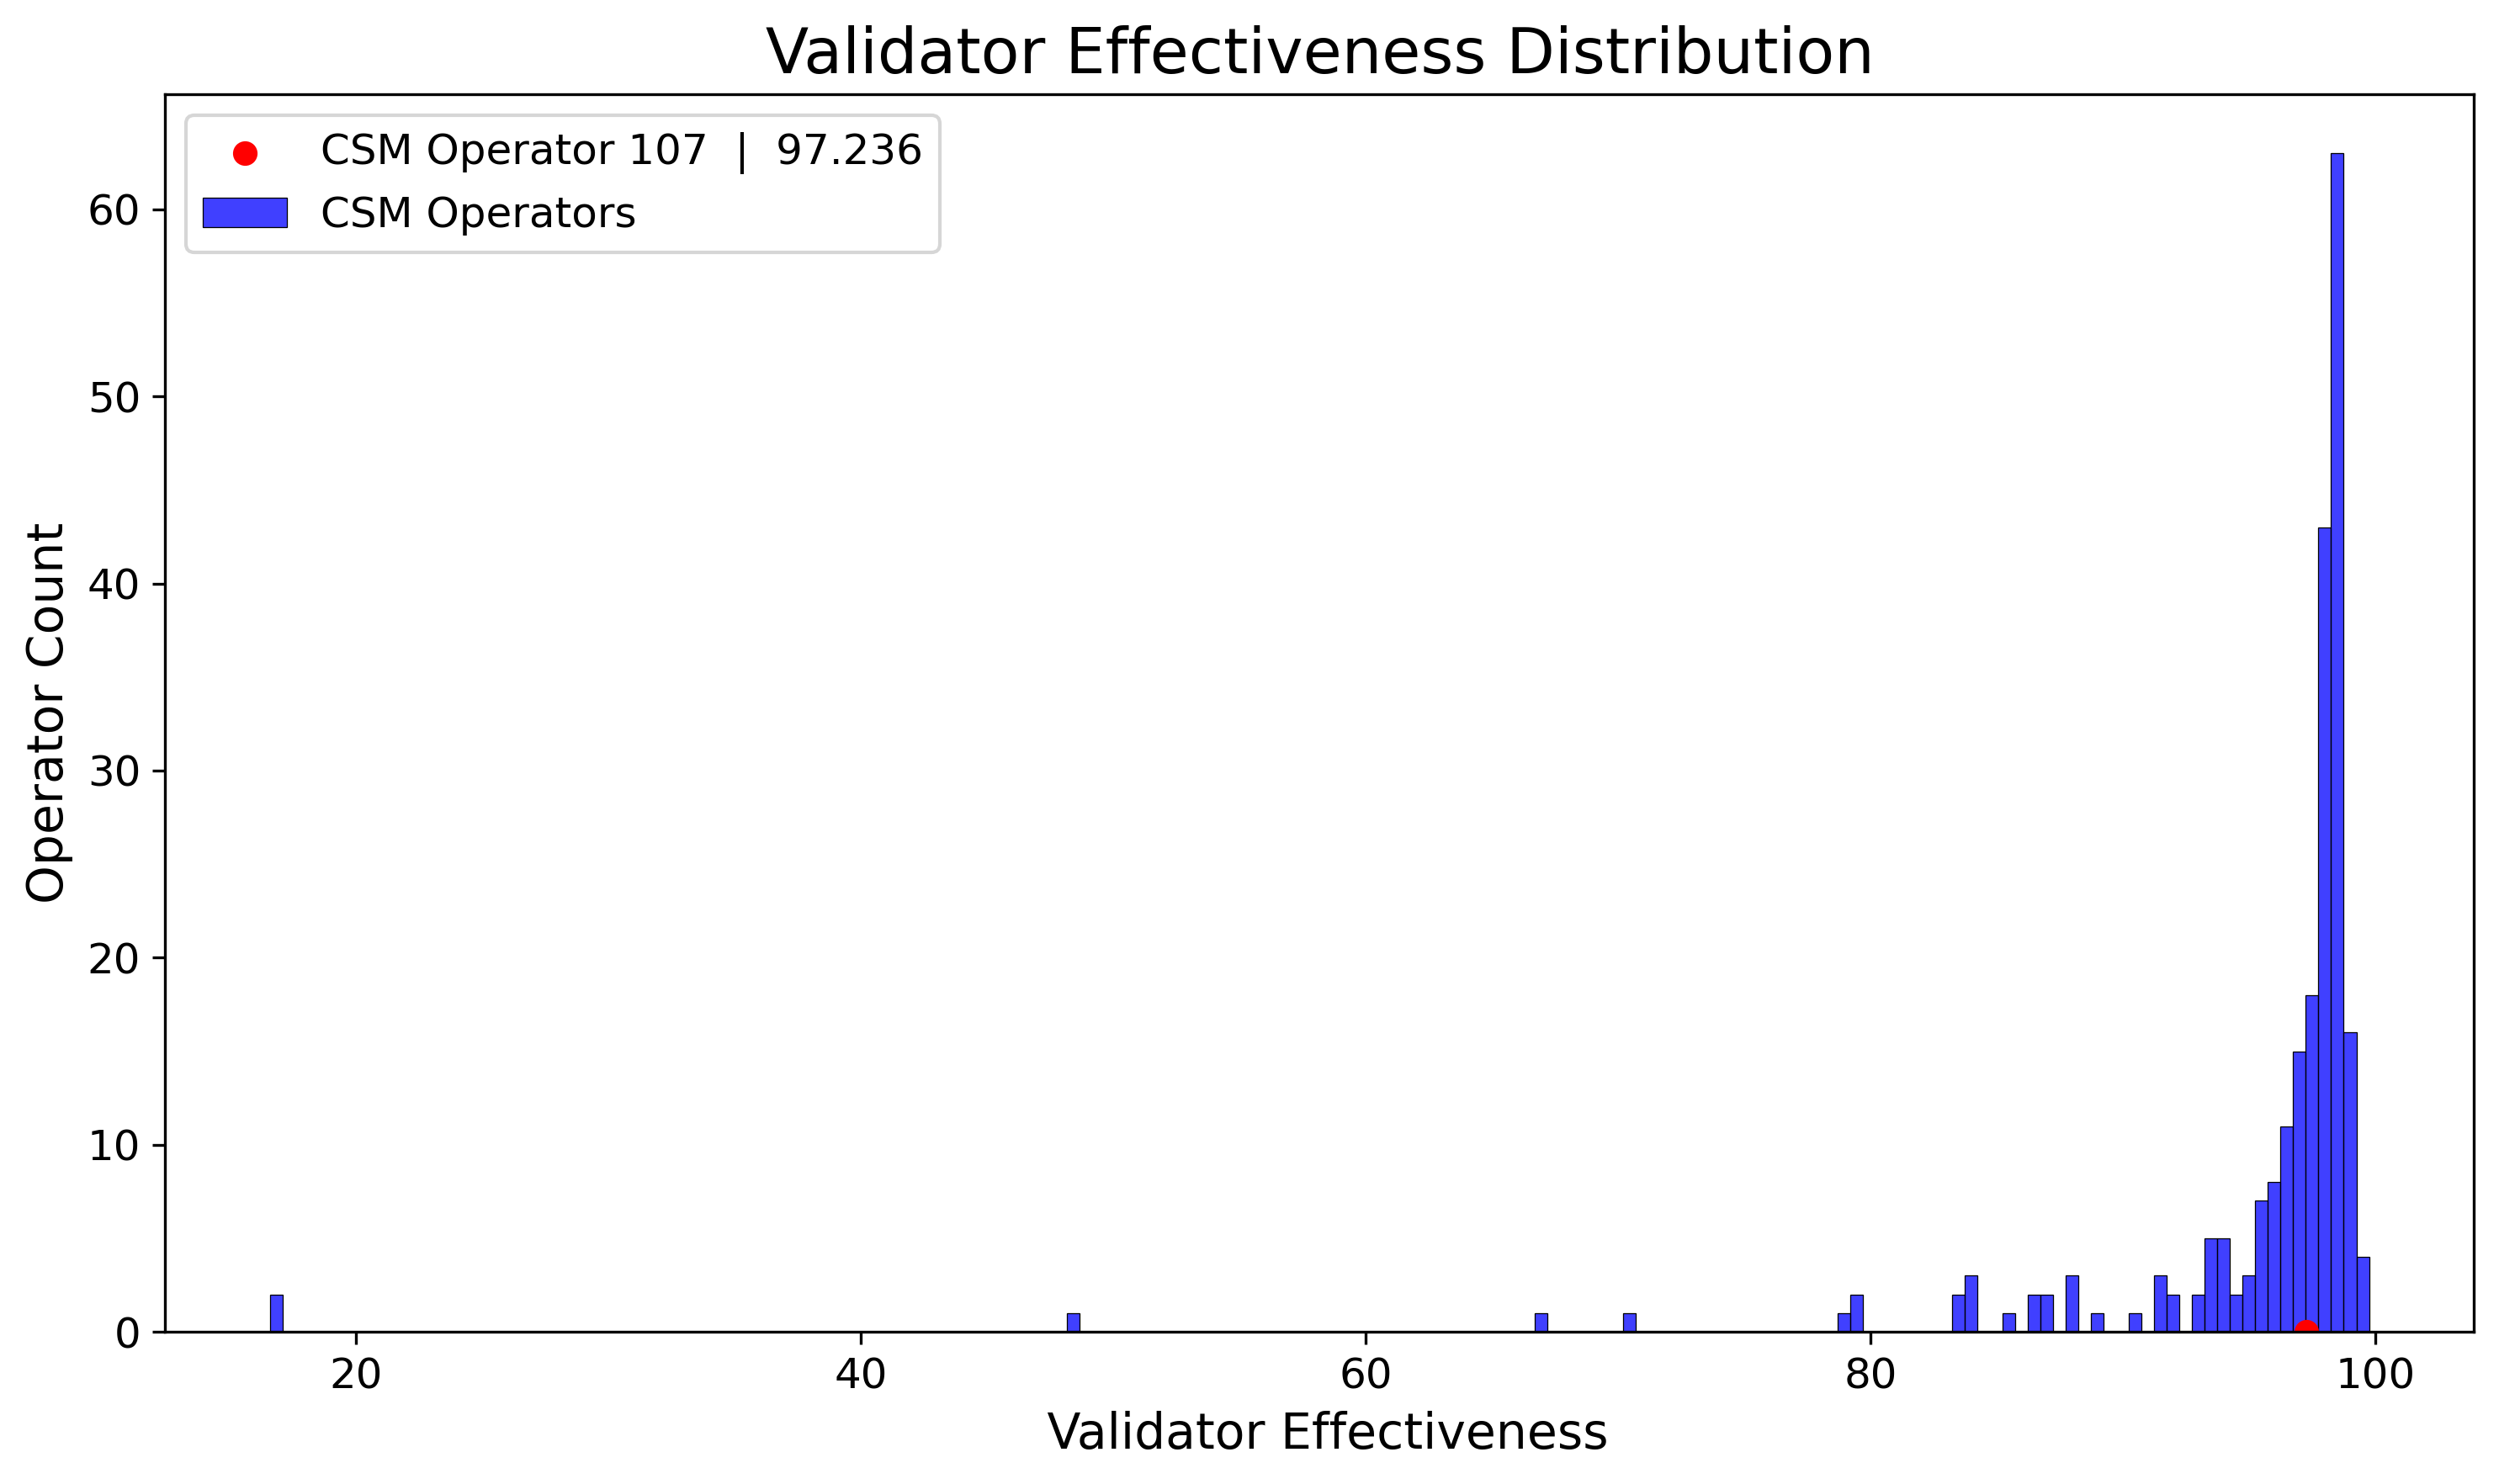 Validator Effectiveness Distribution
CSM Operator 107 | 97.236
CSM Operators
60
50
40
30
20
10
0
Operator Count
20 40 60 80 100
Validator Effectiveness